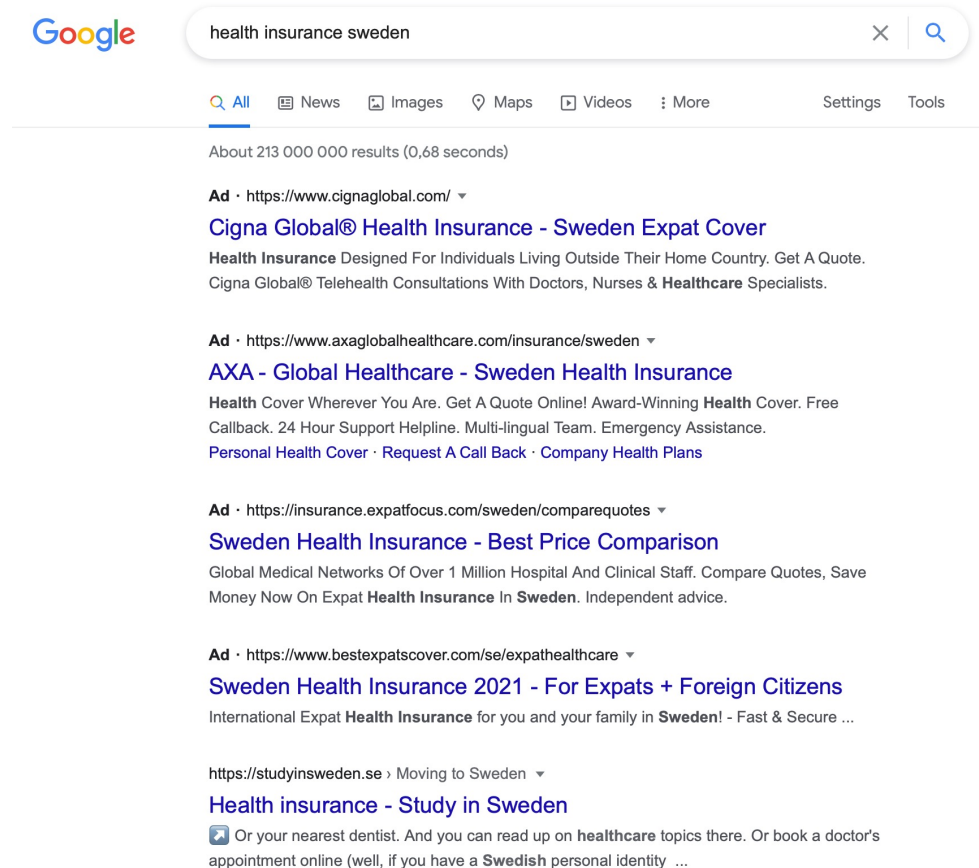 Google
health insurance sweden
All News Images Maps Videos More Settings Tools
About 213 000 000 results (0,68 seconds)
Ad · https://www.cignaglobal.com/
Cigna Global® Health Insurance - Sweden Expat Cover
Health Insurance Designed For Individuals Living Outside Their Home Country. Get A Quote.
Cigna Global® Telehealth Consultations With Doctors, Nurses & Healthcare Specialists.
Ad · https://www.axaglobalhealthcare.com/insurance/sweden
AXA - Global Healthcare - Sweden Health Insurance
Health Cover Wherever You Are. Get A Quote Online! Award-Winning Health Cover. Free
Callback. 24 Hour Support Helpline. Multi-lingual Team. Emergency Assistance.
Personal Health Cover · Request A Call Back · Company Health Plans
Ad · https://insurance.expatfocus.com/sweden/comparequotes
Sweden Health Insurance - Best Price Comparison
Global Medical Networks Of Over 1 Million Hospital And Clinical Staff. Compare Quotes, Save
Money Now On Expat Health Insurance In Sweden. Independent advice.
Ad · https://www.bestexpatscover.com/se/expathealthcare
Sweden Health Insurance 2021 - For Expats + Foreign Citizens
International Expat Health Insurance for you and your family in Sweden! - Fast & Secure ...
https://studyinsweden.se › Moving to Sweden
Health insurance - Study in Sweden
Or your nearest dentist. And you can read up on healthcare topics there. Or book a doctor's
appointment online (well, if you have a Swedish personal identity ...